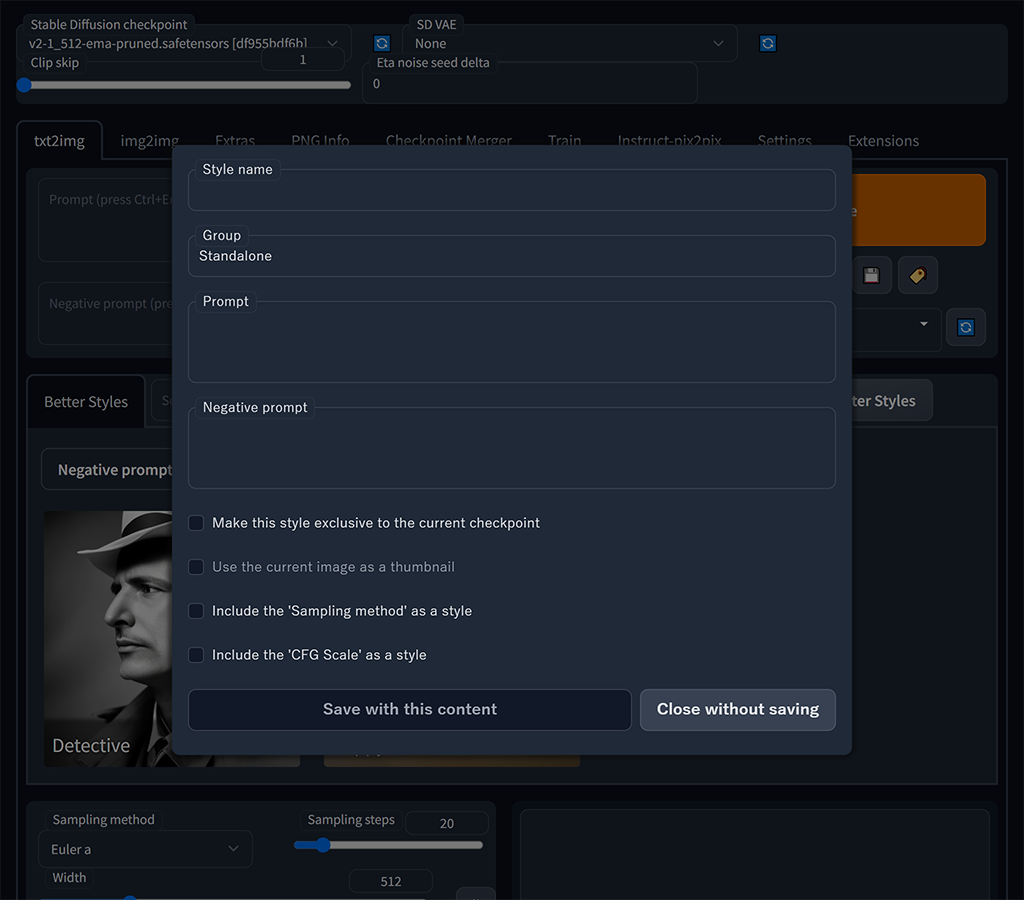 Stable Diffusion checkpoint
SD VAE
v2-1_512-ema-pruned.safetensors [df955bdf6b]
None
Clip skip
1
Eta noise seed delta
0
txt2img
img2img
Extras
PNG Info
Checkpoint Merger
Train
Instruct-pix2pix
Settings
Extensions
Prompt (press Ctrl+
Negative prompt (pre
Better Styles
ter Styles
Negative prompt
Detective
Style name
Group
Standalone
Prompt
Negative prompt
Make this style exclusive to the current checkpoint
Use the current image as a thumbnail
Include the 'Sampling method' as a style
Include the 'CFG Scale' as a style
Save with this content
Close without saving
Sampling method
Sampling steps
20
Euler a
Width
512